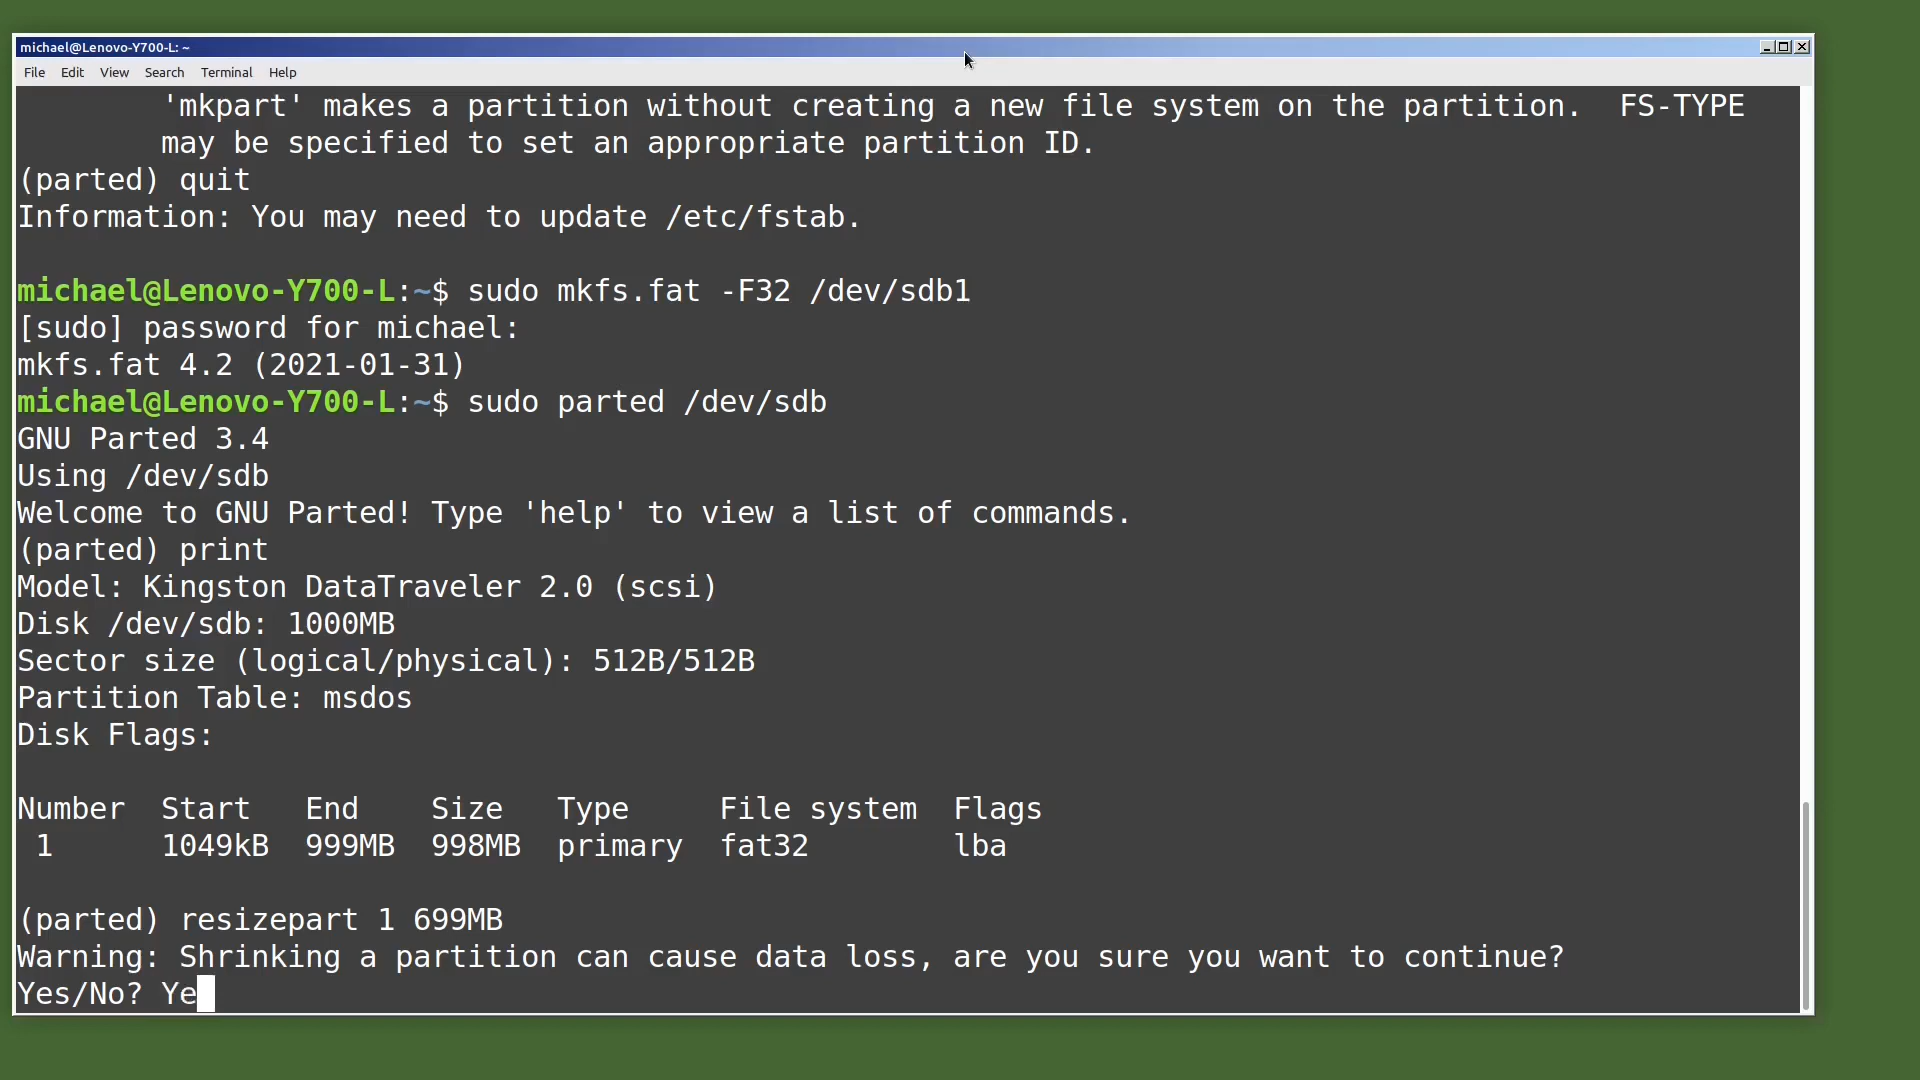 michael@Lenovo-Y700-L: ~
File Edit View Search Terminal Help
'mkpart' makes a partition without creating a new file system on the partition.  FS-TYPE
may be specified to set an appropriate partition ID.
(parted) quit
Information: You may need to update /etc/fstab.
michael@Lenovo-Y700-L:~$ sudo mkfs.fat -F32 /dev/sdb1
[sudo] password for michael:
mkfs.fat 4.2 (2021-01-31)
michael@Lenovo-Y700-L:~$ sudo parted /dev/sdb
GNU Parted 3.4
Using /dev/sdb
Welcome to GNU Parted! Type 'help' to view a list of commands.
(parted) print
Model: Kingston DataTraveler 2.0 (scsi)
Disk /dev/sdb: 1000MB
Sector size (logical/physical): 512B/512B
Partition Table: msdos
Disk Flags:
Number  Start   End    Size   Type     File system  Flags
1      1049kB  999MB  998MB  primary  fat32        lba
(parted) resizepart 1 699MB
Warning: Shrinking a partition can cause data loss, are you sure you want to continue?
Yes/No? Ye